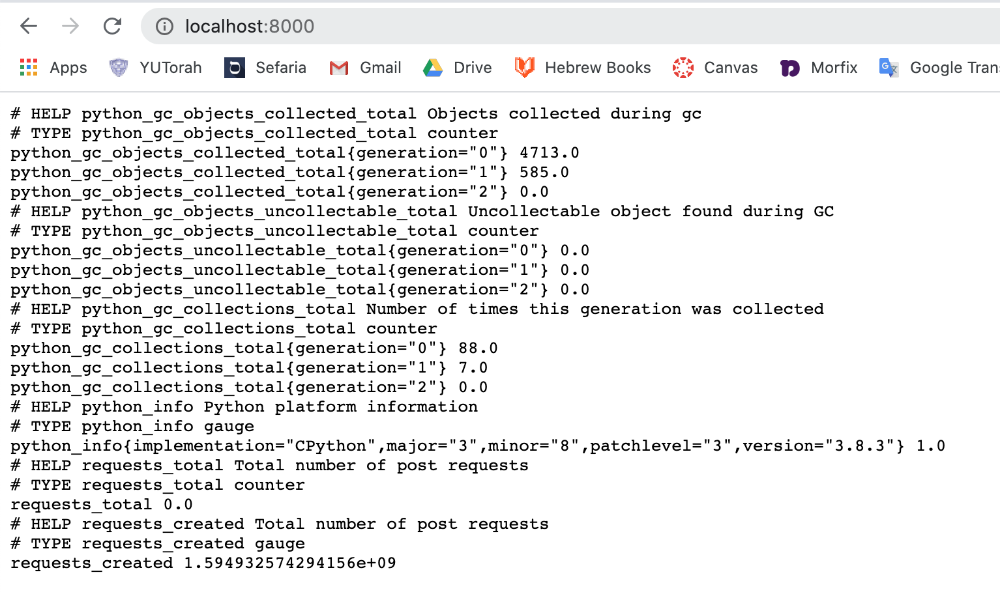 localhost:8000
Apps YUTorah Sefaria Gmail Drive Hebrew Books Canvas Morfix Google Tran
# HELP python_gc_objects_collected_total Objects collected during gc
# TYPE python_gc_objects_collected_total counter
python_gc_objects_collected_total{generation="0"} 4713.0
python_gc_objects_collected_total{generation="1"} 585.0
python_gc_objects_collected_total{generation="2"} 0.0
# HELP python_gc_objects_uncollectable_total Uncollectable object found during GC
# TYPE python_gc_objects_uncollectable_total counter
python_gc_objects_uncollectable_total{generation="0"} 0.0
python_gc_objects_uncollectable_total{generation="1"} 0.0
python_gc_objects_uncollectable_total{generation="2"} 0.0
# HELP python_gc_collections_total Number of times this generation was collected
# TYPE python_gc_collections_total counter
python_gc_collections_total{generation="0"} 88.0
python_gc_collections_total{generation="1"} 7.0
python_gc_collections_total{generation="2"} 0.0
# HELP python_info Python platform information
# TYPE python_info gauge
python_info{implementation="CPython",major="3",minor="8",patchlevel="3",version="3.8.3"} 1.0
# HELP requests_total Total number of post requests
# TYPE requests_total counter
requests_total 0.0
# HELP requests_created Total number of post requests
# TYPE requests_created gauge
requests_created 1.594932574294156e+09